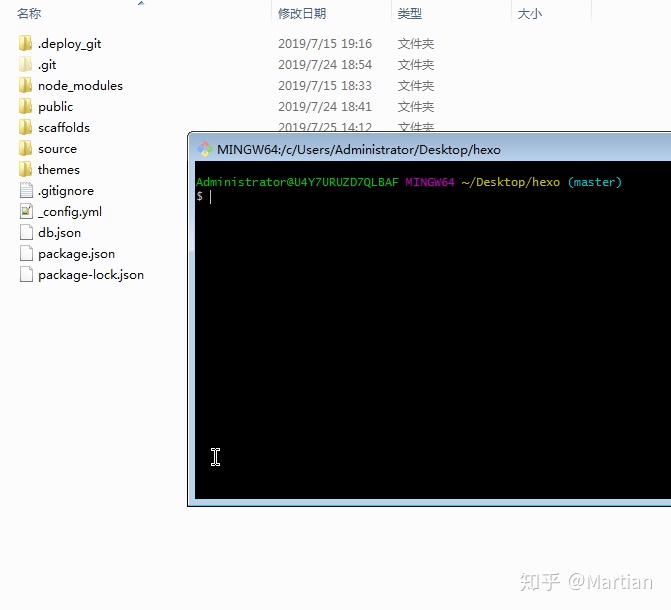 名称 修改日期 类型 大小
.deploy_git 2019/7/15 19:16 文件夹
.git 2019/7/24 18:54 文件夹
node_modules 2019/7/15 18:33 文件夹
public 2019/7/24 18:41 文件夹
scaffolds 2019/7/25 14:12 文件夹
source
themes
.gitignore
_config.yml
db.json
package.json
package-lock.json
MINGW64:/c/Users/Administrator/Desktop/hexo
Administrator@U4Y7URUZD7QLBAF MINGW64 ~/Desktop/hexo (master)
$
知乎 @Martian